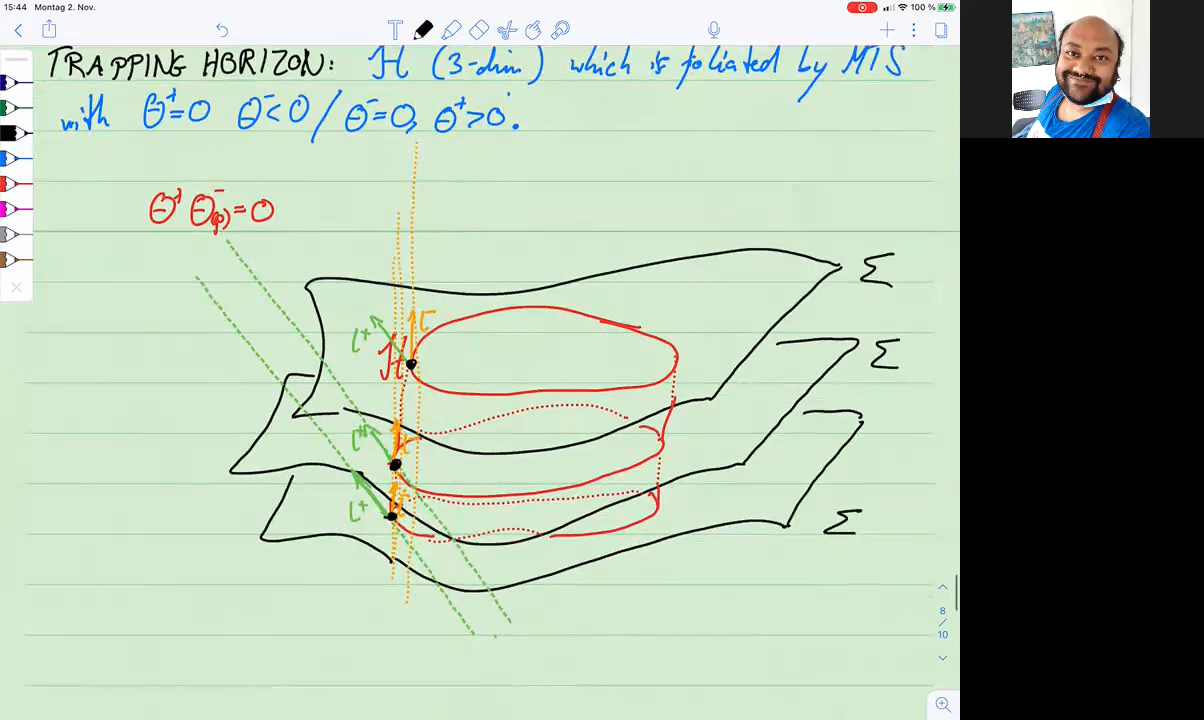 15:44 Montag 2. Nov. 100 %
TRAPPING HORIZON: H (3-dim) which is foliated by MTS
with Θ⁺=0 Θ⁻<0 / Θ⁻=0, Θ⁺>0.
Θ⁺ Θ⁻(p) = 0
Σ
t
l⁺
H
Σ
l⁺
t
t
l⁺
Σ
8
/
10